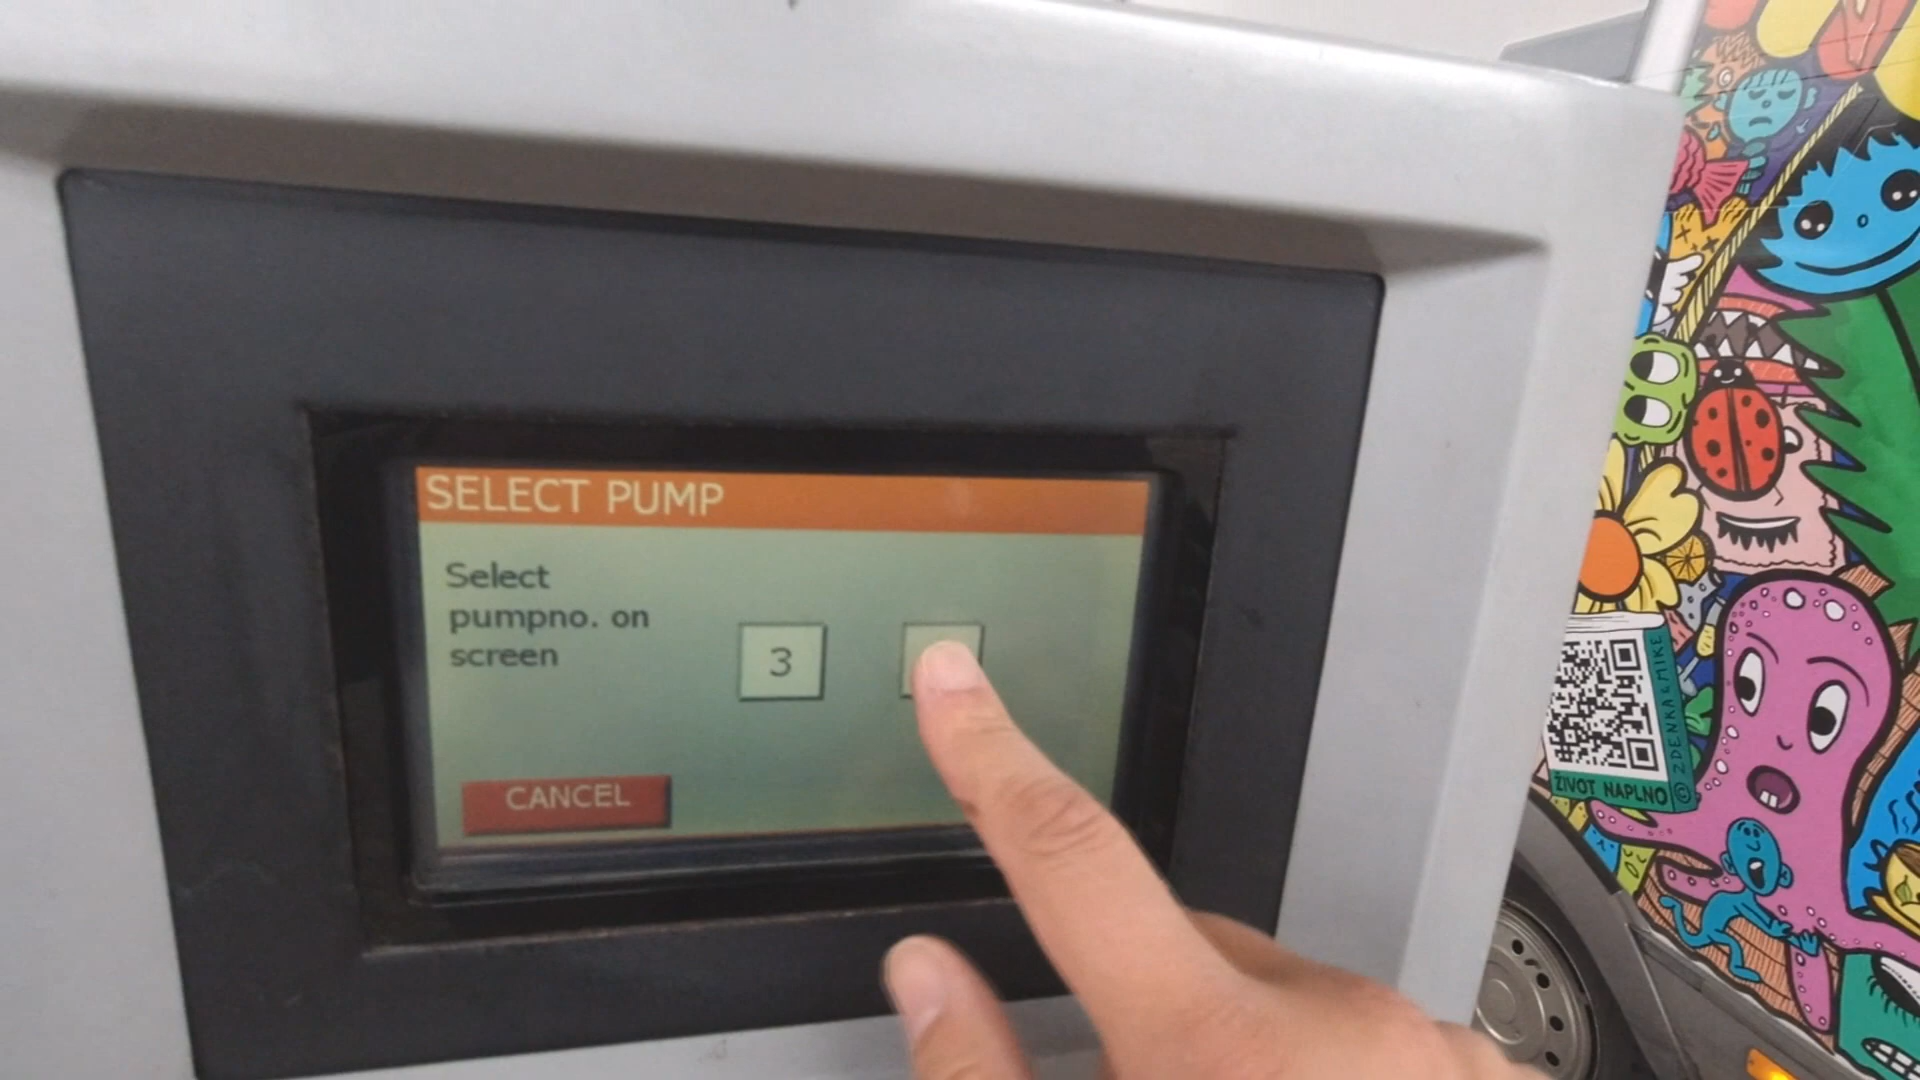 SELECT PUMP
Select
pumpno. on
screen
3
CANCEL
ZDENKA & MIKE
ŽIVOT NAPLNO ©